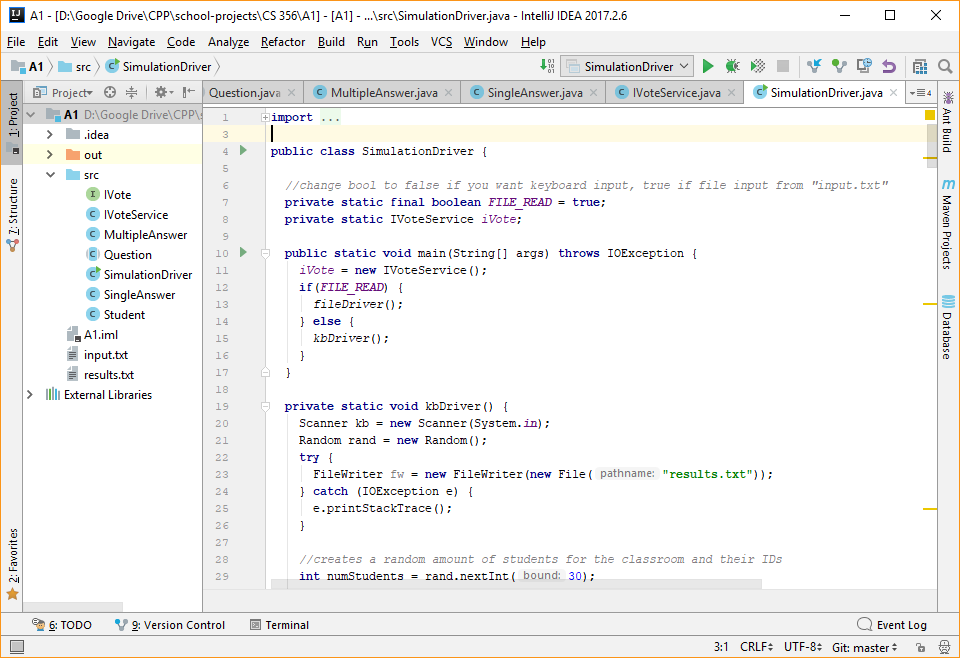 A1 - [D:\Google Drive\CPP\school-projects\CS 356\A1] - [A1] - ...\src\SimulationDriver.java - IntelliJ IDEA 2017.2.6
File Edit View Navigate Code Analyze Refactor Build Run Tools VCS Window Help
A1 src SimulationDriver SimulationDriver
1: Project
7: Structure
2: Favorites
Project
A1 D:\Google Drive\CPP\
.idea
out
src
IVote
IVoteService
MultipleAnswer
Question
SimulationDriver
SingleAnswer
Student
A1.iml
input.txt
results.txt
External Libraries
Question.java MultipleAnswer.java SingleAnswer.java IVoteService.java SimulationDriver.java 4
1 import ...
3
4 public class SimulationDriver {
5
6 //change bool to false if you want keyboard input, true if file input from "input.txt"
7 private static final boolean FILE_READ = true;
8 private static IVoteService iVote;
9
10 public static void main(String[] args) throws IOException {
11 iVote = new IVoteService();
12 if(FILE_READ) {
13 fileDriver();
14 } else {
15 kbDriver();
16 }
17 }
18
19 private static void kbDriver() {
20 Scanner kb = new Scanner(System.in);
21 Random rand = new Random();
22 try {
23 FileWriter fw = new FileWriter(new File( pathname: "results.txt"));
24 } catch (IOException e) {
25 e.printStackTrace();
26 }
27
28 //creates a random amount of students for the classroom and their IDs
29 int numStudents = rand.nextInt( bound: 30);
Ant Build
Maven Projects
Database
6: TODO 9: Version Control Terminal Event Log
3:1 CRLF UTF-8 Git: master